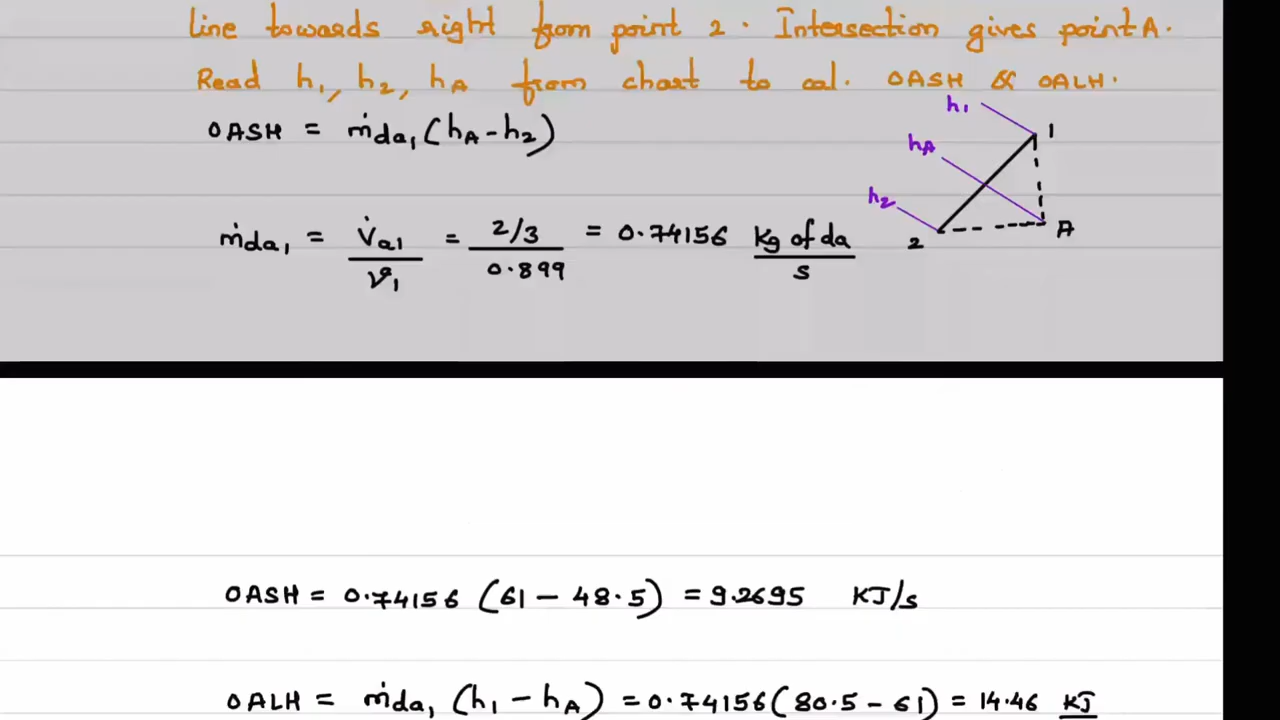 Line towards right from point 2. Intersection gives point A.
Read h₁, h₂, hA from chart to cal. OASH & OALH.
OASH = ṁda₁ (hA - h₂)
h₁
1
hA
h₂
2
A
ṁda₁ = V̇a1 / v₁ = 2/3 / 0.899 = 0.74156 Kg of da / s
OASH = 0.74156 (61 - 48.5) = 9.2695 KJ/s
OALH = ṁda₁ (h₁ - hA) = 0.74156 (80.5 - 61) = 14.46 KJ